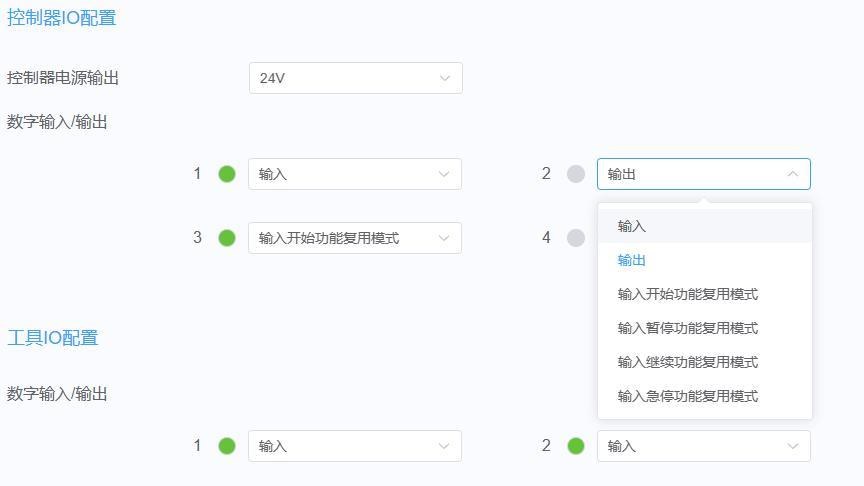 控制器IO配置
控制器电源输出 24V
数字输入/输出
1 输入 2 输出
3 输入开始功能复用模式 4
输入
输出
输入开始功能复用模式
输入暂停功能复用模式
输入继续功能复用模式
输入急停功能复用模式
工具IO配置
数字输入/输出
1 输入 2 输入